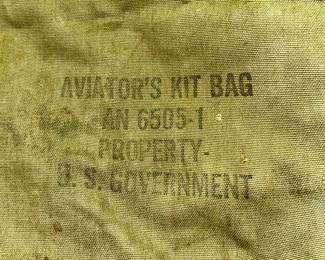 AVIATOR'S KIT BAG
AN 6505-1
PROPERTY-
U. S. GOVERNMENT